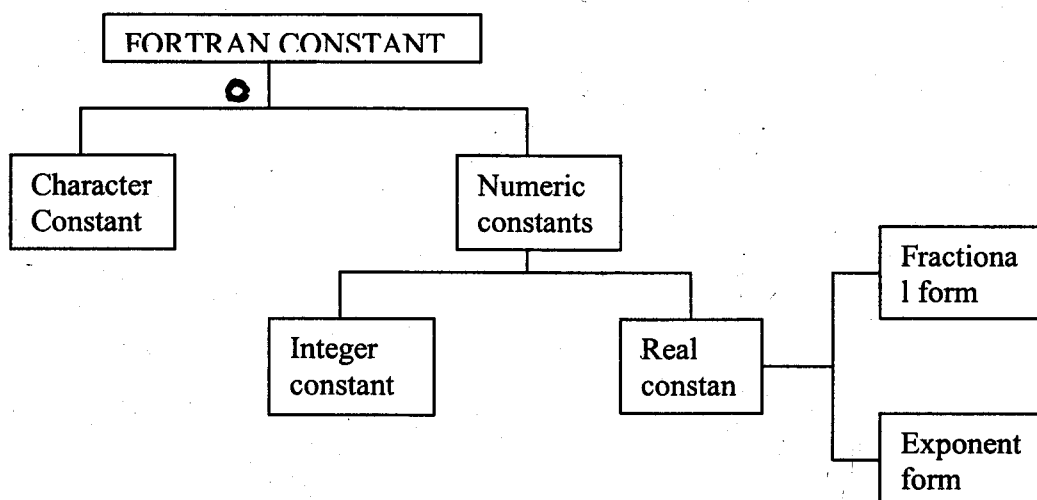 FORTRAN CONSTANT
Character
Constant
Numeric
constants
Fractiona
l form
Integer
constant
Real
constan
Exponent
form